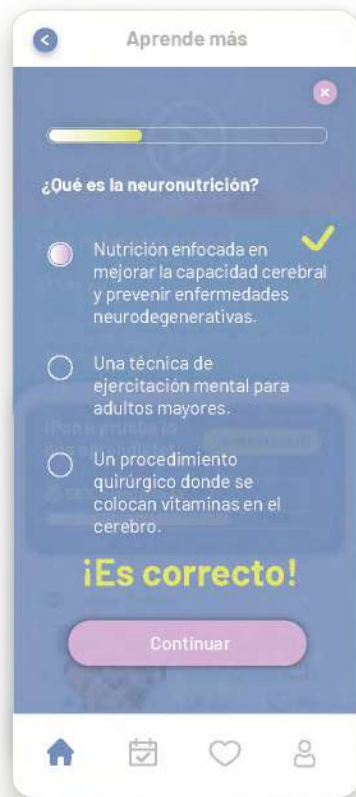 Aprende más
¿Qué es la neuronutrición?
Nutrición enfocada en
mejorar la capacidad cerebral
y prevenir enfermedades
neurodegenerativas.
Una técnica de
ejercitación mental para
adultos mayores.
Un procedimiento
quirúrgico donde se
colocan vitaminas en el
cerebro.
¡Es correcto!
Continuar